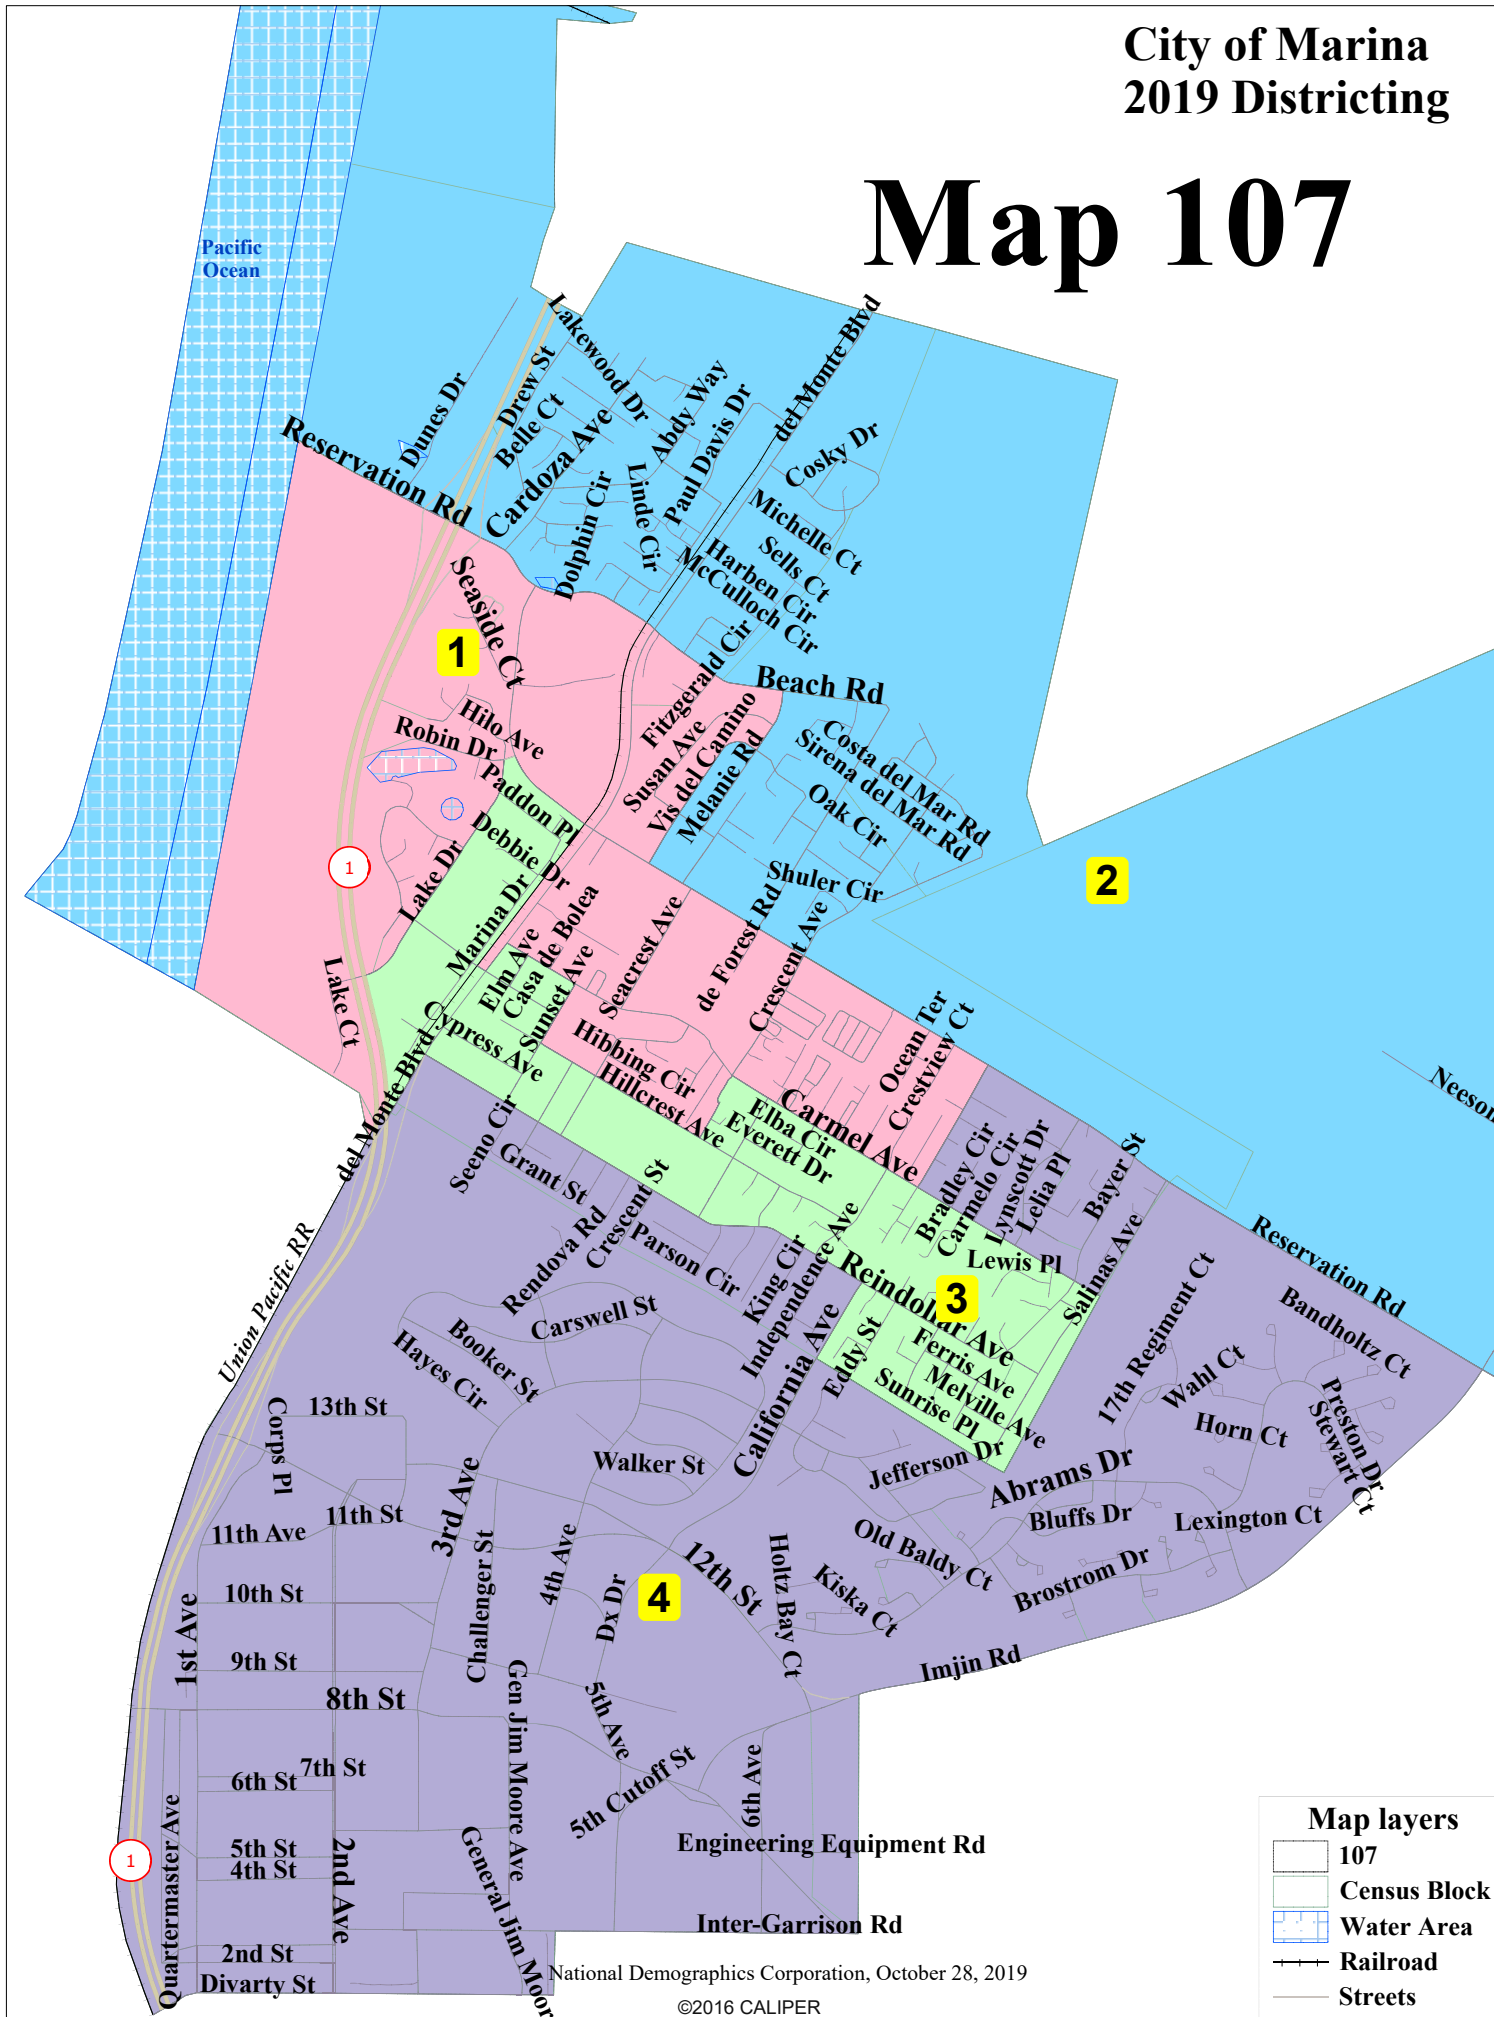 City of Marina
2019 Districting
Map 107
Pacific
Ocean
Lakewood Dr
del Monte Blvd
Drew St
Dunes Dr
Abdy Way
Belle Ct
Paul Davis Dr
Cardoza Ave
Cosky Dr
Reservation Rd
Linde Cir
Dolphin Cir
Michelle Ct
Sells Ct
Harben Cir
McCulloch Cir
Seaside Ct
1
Fitzgerald Cir
Beach Rd
Hilo Ave
Robin Dr
Susan Ave
Vis del Camino
Melanie Rd
Costa del Mar Rd
Sirena del Mar Rd
Paddon Pl
Oak Cir
Debbie Dr
1
Lake Dr
Shuler Cir
2
Marina Dr
Elm Ave
Casa de Bolea
Sunset Ave
Seacrest Ave
de Forest Rd
Crescent Ave
Lake Ct
Cypress Ave
Ocean Ter
Crestview Ct
Hibbing Cir
Hillcrest Ave
del Monte Blvd
Neeson
Elba Cir
Everett Dr
Carmel Ave
Seeno Cir
Grant St
Bradley Cir
Carmelo Cir
Lynscott Dr
Lelia Pl
Bayer St
Crescent St
Rendova Rd
Parson Cir
King Cir
Independence Ave
Reindollar Ave
Lewis Pl
3
Salinas Ave
Reservation Rd
Union Pacific RR
17th Regiment Ct
Bandholtz Ct
Carswell St
Booker St
Hayes Cir
California Ave
Eddy St
Ferris Ave
Melville Ave
Sunrise Pl
Wahl Ct
Horn Ct
Preston Dr
Stewart Ct
Corps Pl
13th St
Walker St
Jefferson Dr
Abrams Dr
3rd Ave
11th St
11th Ave
Challenger St
4th Ave
12th St
Bluffs Dr
Lexington Ct
Old Baldy Ct
Holtz Bay Ct
Kiska Ct
Brostrom Dr
10th St
Dx Dr
4
1st Ave
9th St
Imjin Rd
8th St
Gen Jim Moore Ave
5th Ave
7th St
6th St
5th Cutoff St
6th Ave
Quartermaster Ave
1
5th St
4th St
2nd Ave
General Jim Moor
Engineering Equipment Rd
Inter-Garrison Rd
2nd St
Divarty St
National Demographics Corporation, October 28, 2019
©2016 CALIPER
Map layers
107
Census Block
Water Area
Railroad
Streets